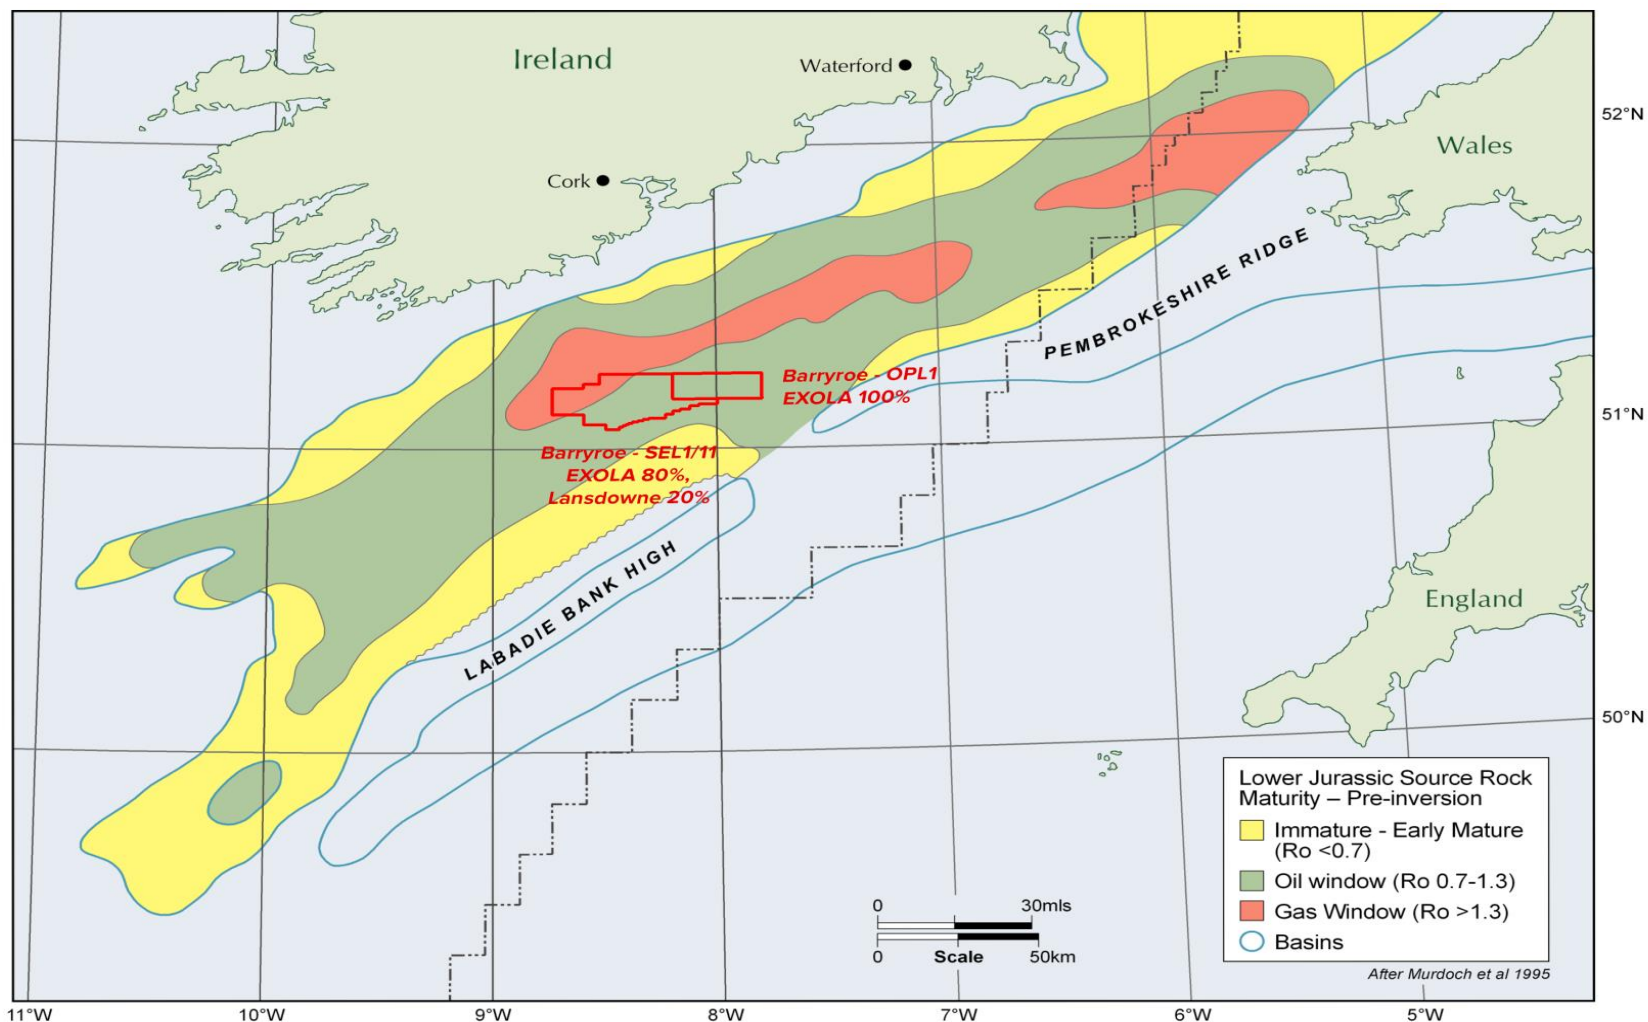 Ireland
Waterford
52°N
Wales
Cork
PEMBROKESHIRE RIDGE
Barryroe - OPL1
EXOLA 100%
51°N
Barryroe - SEL1/11
EXOLA 80%,
Lansdowne 20%
LABADIE BANK HIGH
England
50°N
Lower Jurassic Source Rock
Maturity – Pre-inversion
Immature - Early Mature
(Ro <0.7)
Oil window (Ro 0.7-1.3)
Gas Window (Ro >1.3)
Basins
After Murdoch et al 1995
0 30mls
0 Scale 50km
11°W 10°W 9°W 8°W 7°W 6°W 5°W